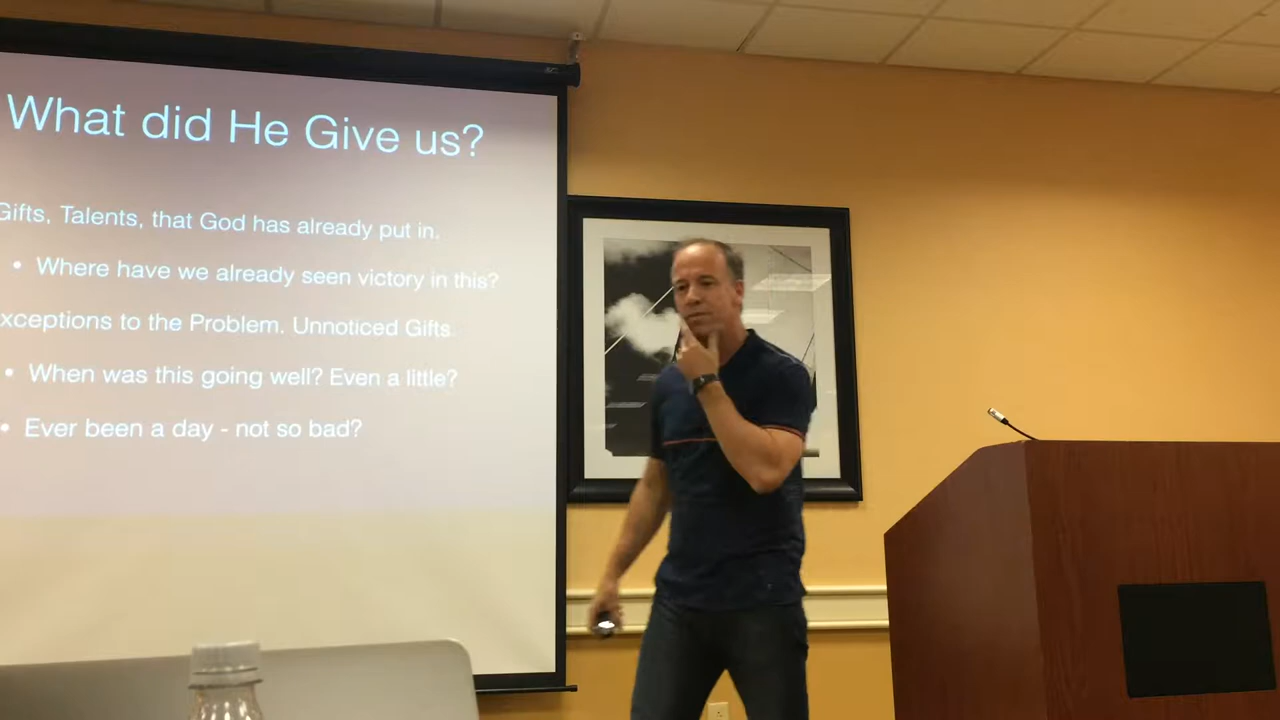 What did He Give us?
Gifts, Talents, that God has already put in.
• Where have we already seen victory in this?
xceptions to the Problem. Unnoticed Gifts.
• When was this going well? Even a little?
• Ever been a day - not so bad?